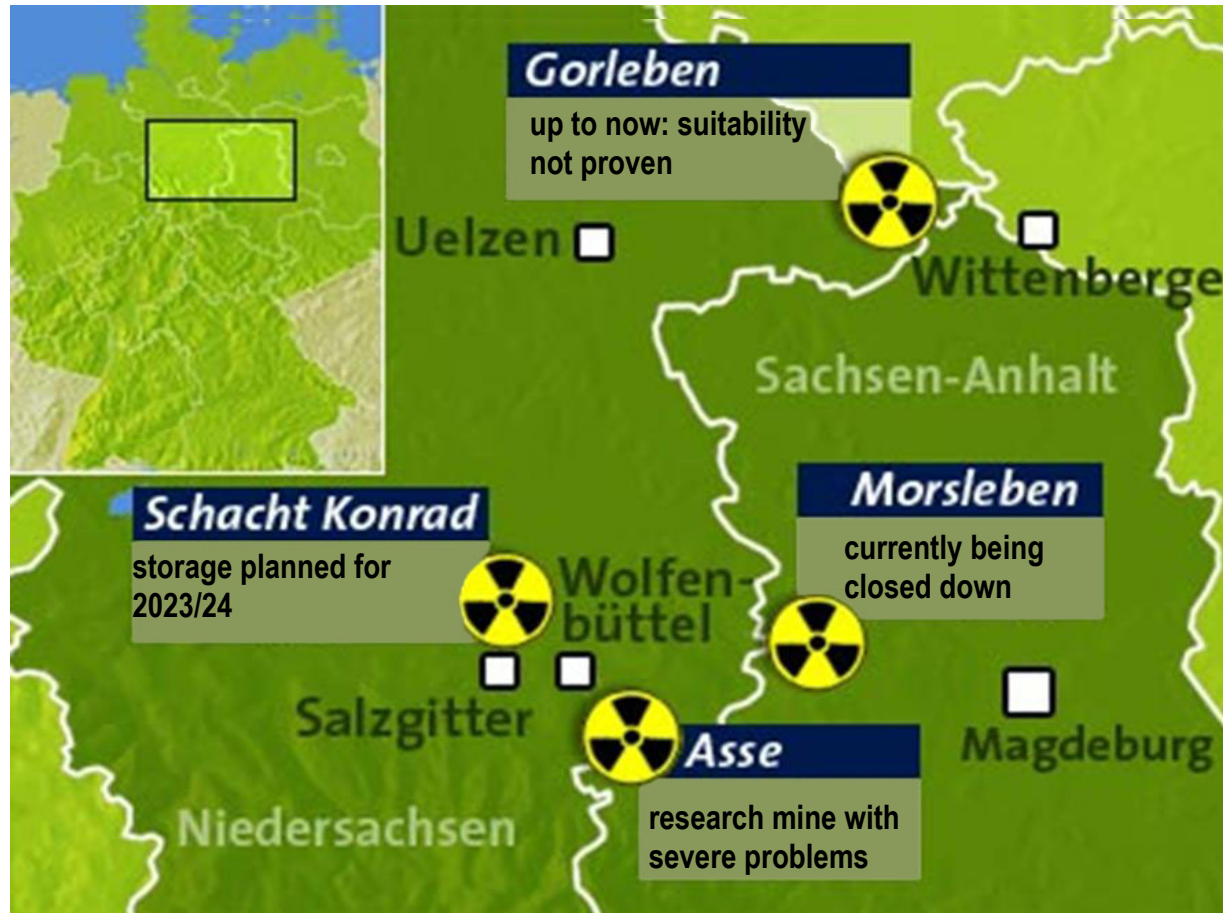 Gorleben
up to now: suitability
not proven
Uelzen
Wittenberge
Sachsen-Anhalt
Schacht Konrad
storage planned for
2023/24
Morsleben
currently being
closed down
Wolfen-
büttel
Salzgitter
Magdeburg
Asse
research mine with
severe problems
Niedersachsen